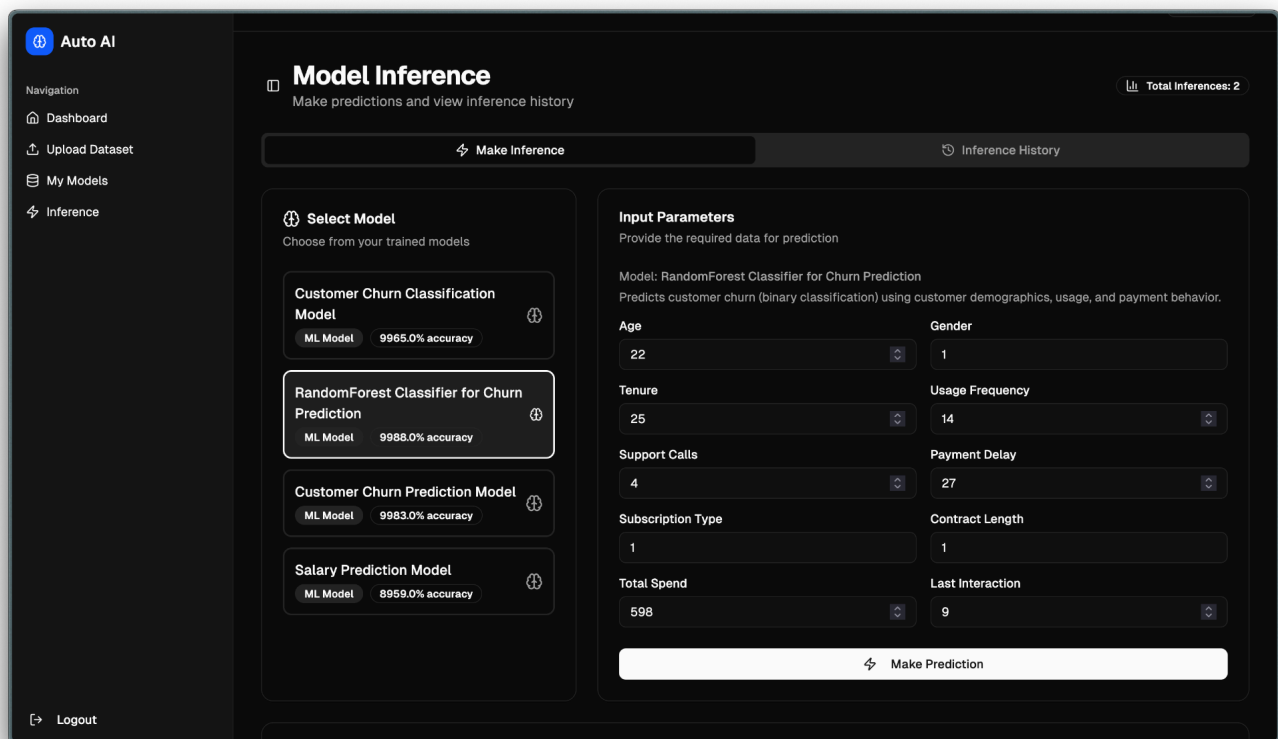 Auto AI
Navigation
Dashboard
Upload Dataset
My Models
Inference
Logout
Model Inference
Make predictions and view inference history
Total Inferences: 2
Make Inference
Inference History
Select Model
Choose from your trained models
Customer Churn Classification
Model
ML Model 9965.0% accuracy
RandomForest Classifier for Churn
Prediction
ML Model 9988.0% accuracy
Customer Churn Prediction Model
ML Model 9983.0% accuracy
Salary Prediction Model
ML Model 8959.0% accuracy
Input Parameters
Provide the required data for prediction
Model: RandomForest Classifier for Churn Prediction
Predicts customer churn (binary classification) using customer demographics, usage, and payment behavior.
Age
22
Gender
1
Tenure
25
Usage Frequency
14
Support Calls
4
Payment Delay
27
Subscription Type
1
Contract Length
1
Total Spend
598
Last Interaction
9
Make Prediction